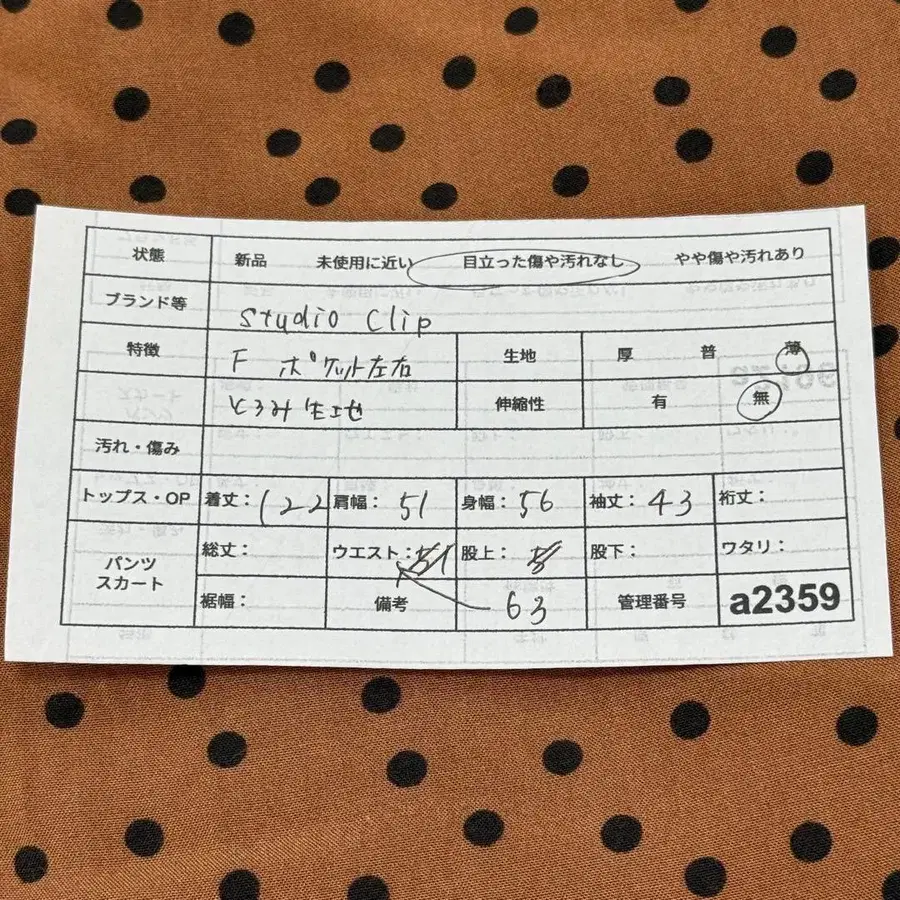 状態 新品 未使用に近い 目立った傷や汚れなし やや傷や汚れあり
ブランド等 studio Clip
特徴 F ポケット左右 生地 厚 普 薄
とろみ生地 伸縮性 有 無
汚れ・傷み
トップス・OP 着丈:122 肩幅:51 身幅:56 袖丈:43 裄丈:
パンツ スカート 総丈: ウエスト: 股上: 股下: ワタリ:
裾幅: 備考 63 管理番号 a2359